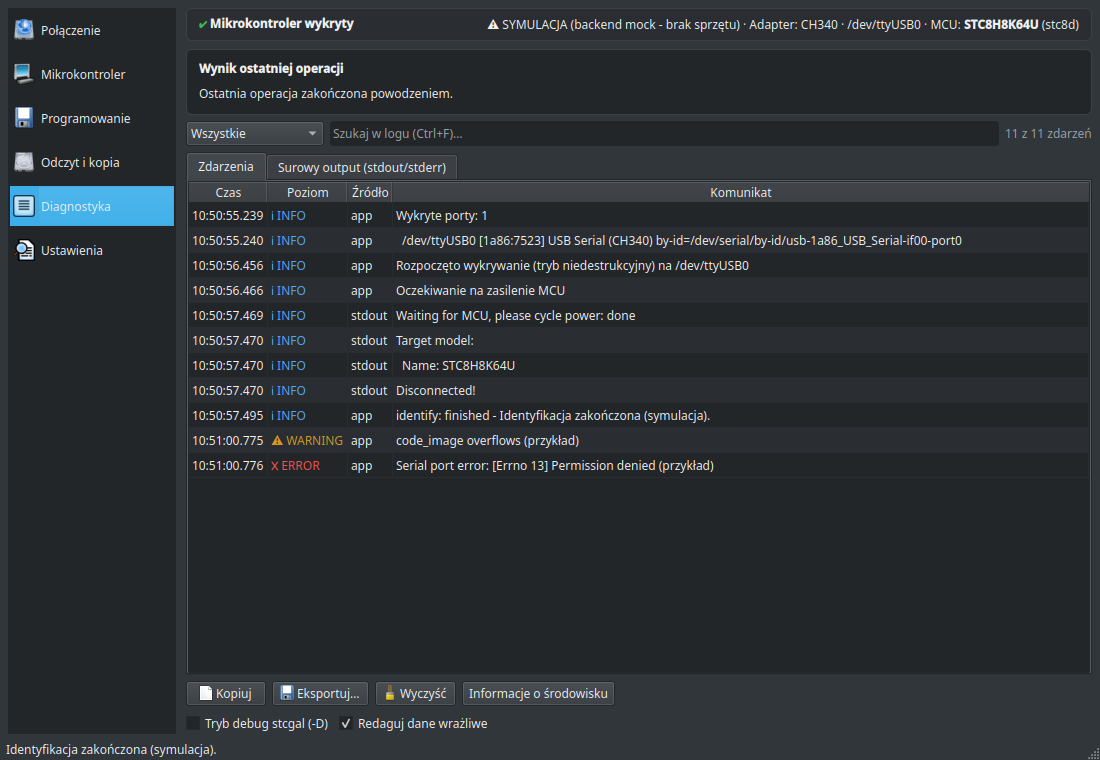 Połączenie
Mikrokontroler
Programowanie
Odczyt i kopia
Diagnostyka
Ustawienia
✔ Mikrokontroler wykryty
⚠ SYMULACJA (backend mock - brak sprzętu) · Adapter: CH340 · /dev/ttyUSB0 · MCU: STC8H8K64U (stc8d)
Wynik ostatniej operacji
Ostatnia operacja zakończona powodzeniem.
Wszystkie
Szukaj w logu (Ctrl+F)...
11 z 11 zdarzeń
Zdarzenia
Surowy output (stdout/stderr)
Czas Poziom Źródło Komunikat
10:50:55.239 i INFO app Wykryte porty: 1
10:50:55.240 i INFO app /dev/ttyUSB0 [1a86:7523] USB Serial (CH340) by-id=/dev/serial/by-id/usb-1a86_USB_Serial-if00-port0
10:50:56.456 i INFO app Rozpoczęto wykrywanie (tryb niedestrukcyjny) na /dev/ttyUSB0
10:50:56.466 i INFO app Oczekiwanie na zasilenie MCU
10:50:57.469 i INFO stdout Waiting for MCU, please cycle power: done
10:50:57.470 i INFO stdout Target model:
10:50:57.470 i INFO stdout Name: STC8H8K64U
10:50:57.470 i INFO stdout Disconnected!
10:50:57.495 i INFO app identify: finished - Identyfikacja zakończona (symulacja).
10:51:00.775 ⚠ WARNING app code_image overflows (przykład)
10:51:00.776 X ERROR app Serial port error: [Errno 13] Permission denied (przykład)
Kopiuj
Eksportuj...
Wyczyść
Informacje o środowisku
Tryb debug stcgal (-D)
✓ Redaguj dane wrażliwe
Identyfikacja zakończona (symulacja).